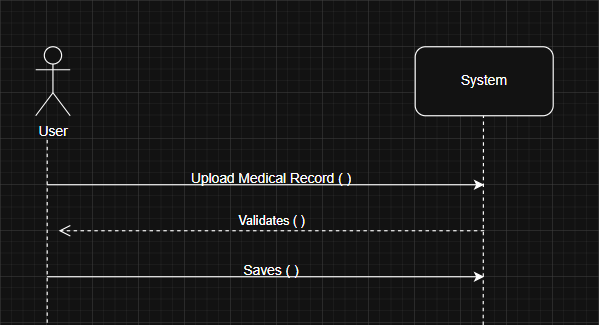 System
User
Upload Medical Record ( )
Validates ( )
Saves ( )